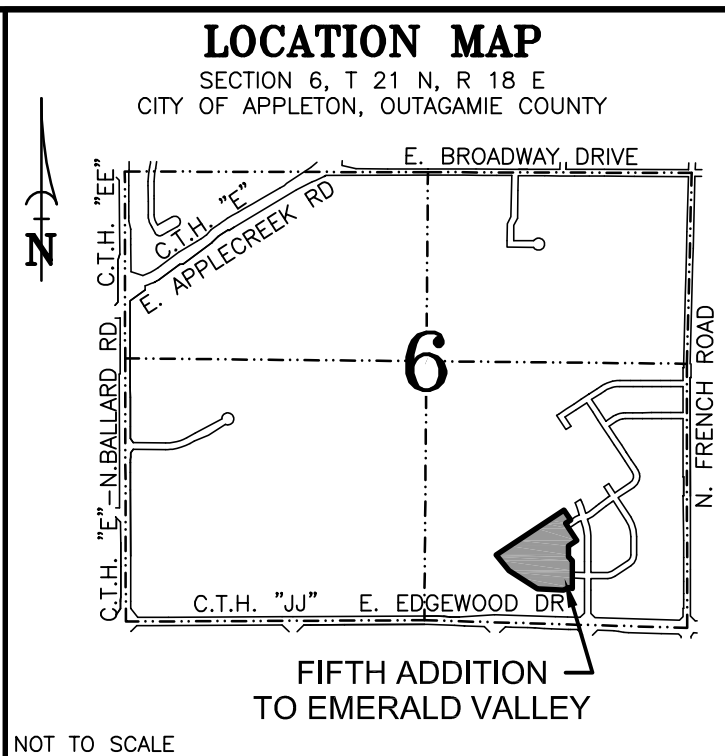 LOCATION MAP
SECTION 6, T 21 N, R 18 E
CITY OF APPLETON, OUTAGAMIE COUNTY
N
E. BROADWAY DRIVE
C.T.H. "EE"
C.T.H. "E"
E. APPLECREEK RD
6
C.T.H. "E"-N.BALLARD RD.
N. FRENCH ROAD
C.T.H. "JJ" E. EDGEWOOD DR.
FIFTH ADDITION
TO EMERALD VALLEY
NOT TO SCALE